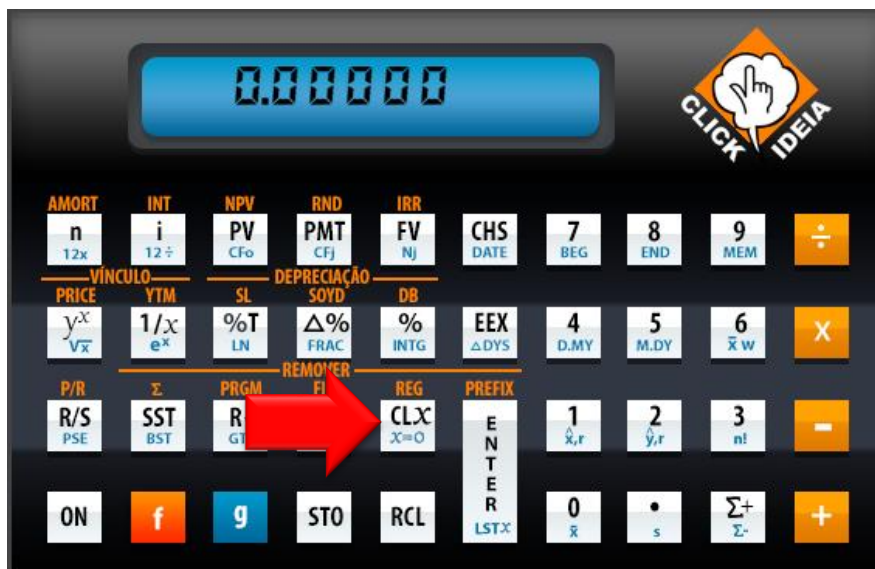 0.00000
CLICK IDEIA
AMORT INT NPV RND IRR
n i PV PMT FV CHS 7 8 9 ÷
12x 12÷ CFo CFj Nj DATE BEG END MEM
VÍNCULO DEPRECIAÇÃO
PRICE YTM SL SOYD DB
yx 1/x %T Δ% % EEX 4 5 6 X
√x ex LN FRAC INTG ΔDYS D.MY M.DY x̄ w
REMOVER
P/R Σ PRGM REG PREFIX
R/S SST CLX ENTER 1 2 3 -
PSE BST X=0 x̂,r ŷ,r n!
ON f g STO RCL 0 • Σ+ +
LSTX x̄ s Σ-